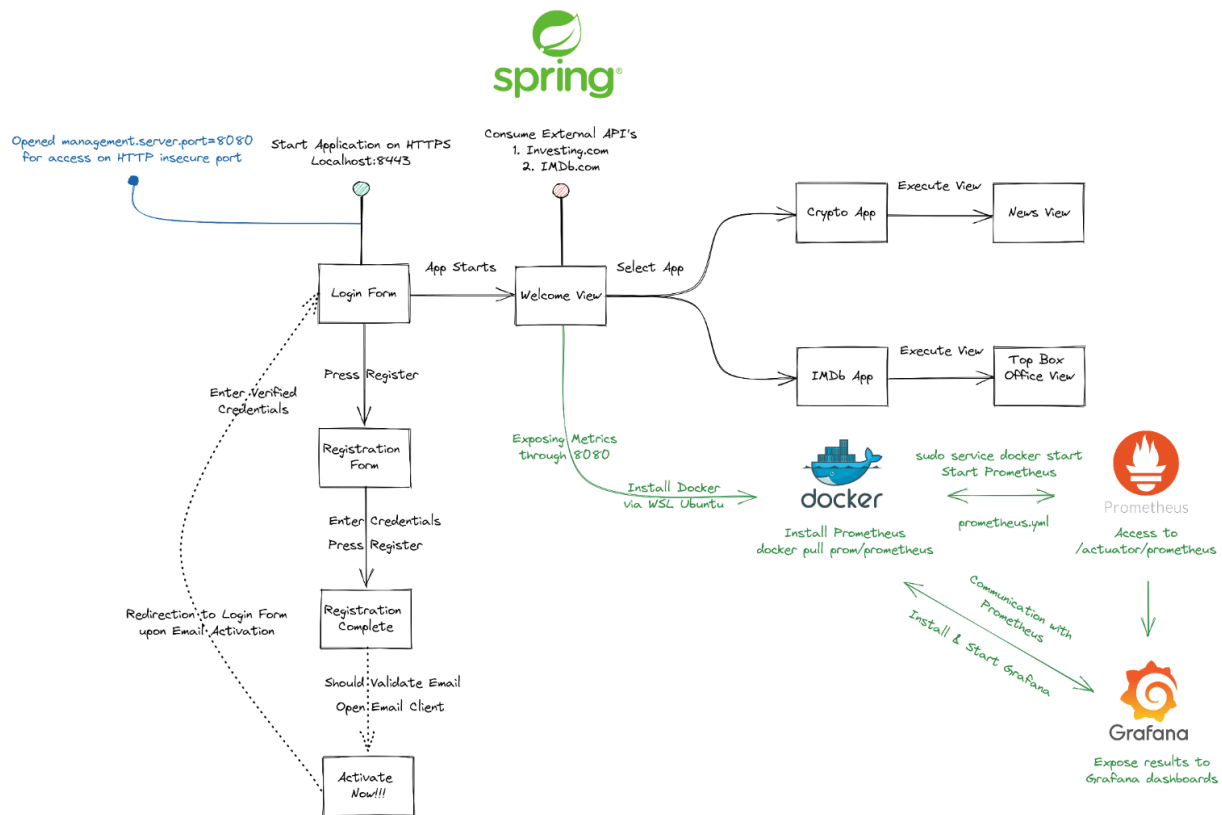 spring®
Opened management.server.port=8080
for access on HTTP insecure port
Start Application on HTTPS
Localhost:8443
Consume External API's
1. Investing.com
2. IMDb.com
Crypto App
Execute View
News View
Login Form
App Starts
Welcome View
Select App
IMDb App
Execute View
Top Box
Office View
Press Register
Enter Verified
Credentials
Registration
Form
Exposing Metrics
through 8080
Install Docker
via WSL Ubuntu
docker
Install Prometheus
docker pull prom/prometheus
sudo service docker start
Start Prometheus
prometheus.yml
Prometheus
Access to
/actuator/prometheus
Enter Credentials
Press Register
Registration
Complete
Redirection to Login Form
upon Email Activation
Communication with
Prometheus
Install & Start Grafana
Should Validate Email
Open Email Client
Grafana
Expose results to
Grafana dashboards
Activate
Now!!!